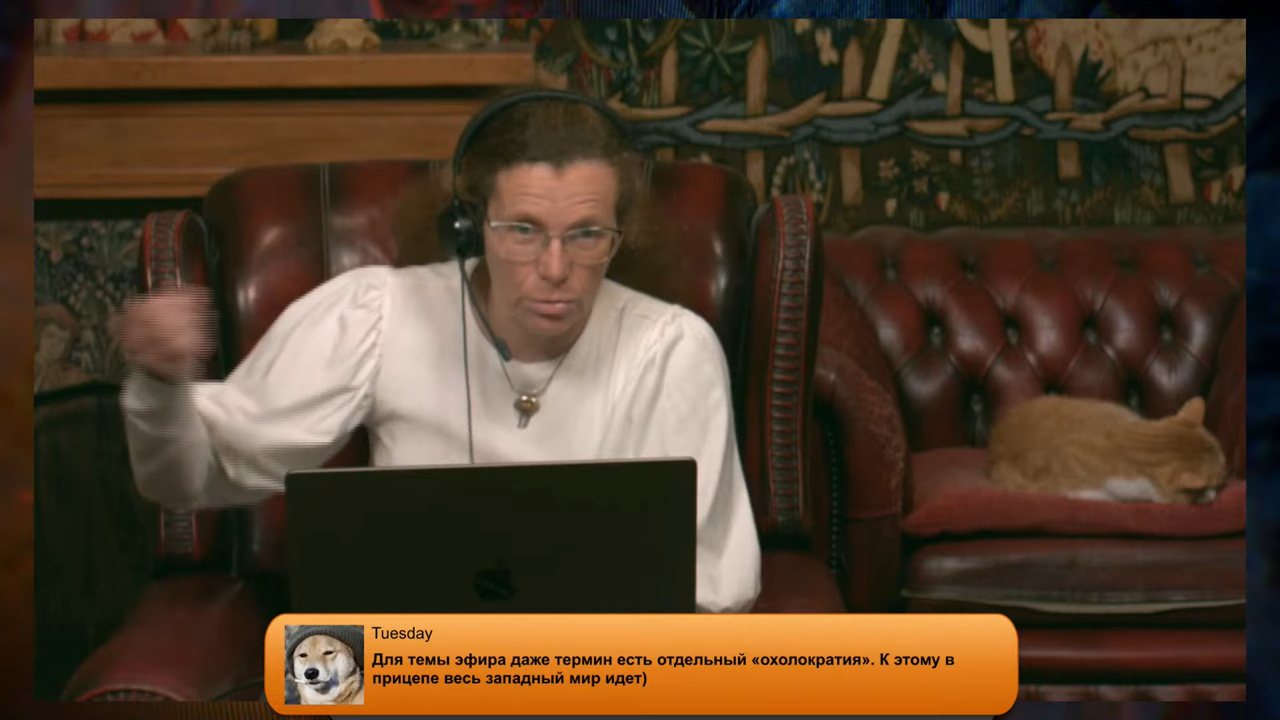 Tuesday
Для темы эфира даже термин есть отдельный «охолократия». К этому в
прицепе весь западный мир идет)